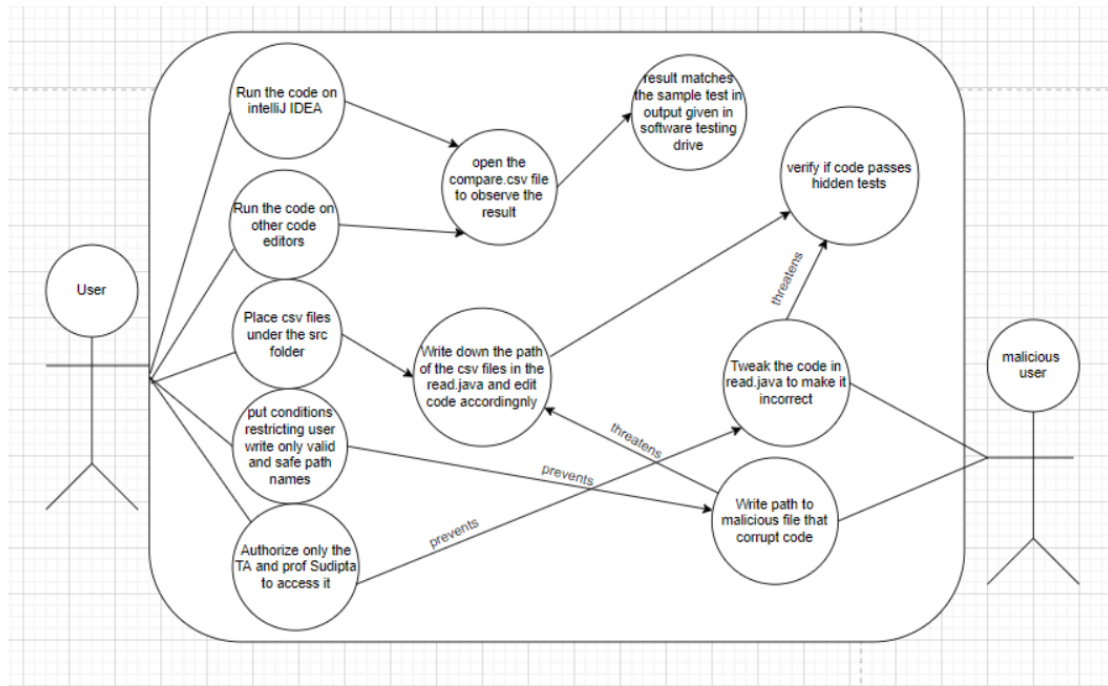 User
Run the code on
intelliJ IDEA
Run the code on
other code
editors
Place csv files
under the src
folder
put conditions
restricting user
write only valid
and safe path
names
Authorize only the
TA and prof Sudipta
to access it
open the
compare.csv file
to observe the
result
result matches
the sample test in
output given in
software testing
drive
Write down the path
of the csv files in the
read.java and edit
code accordingnly
verify if code passes
hidden tests
threatens
Tweak the code in
read.java to make it
incorrect
threatens
prevents
prevents
Write path to
malicious file that
corrupt code
malicious
user